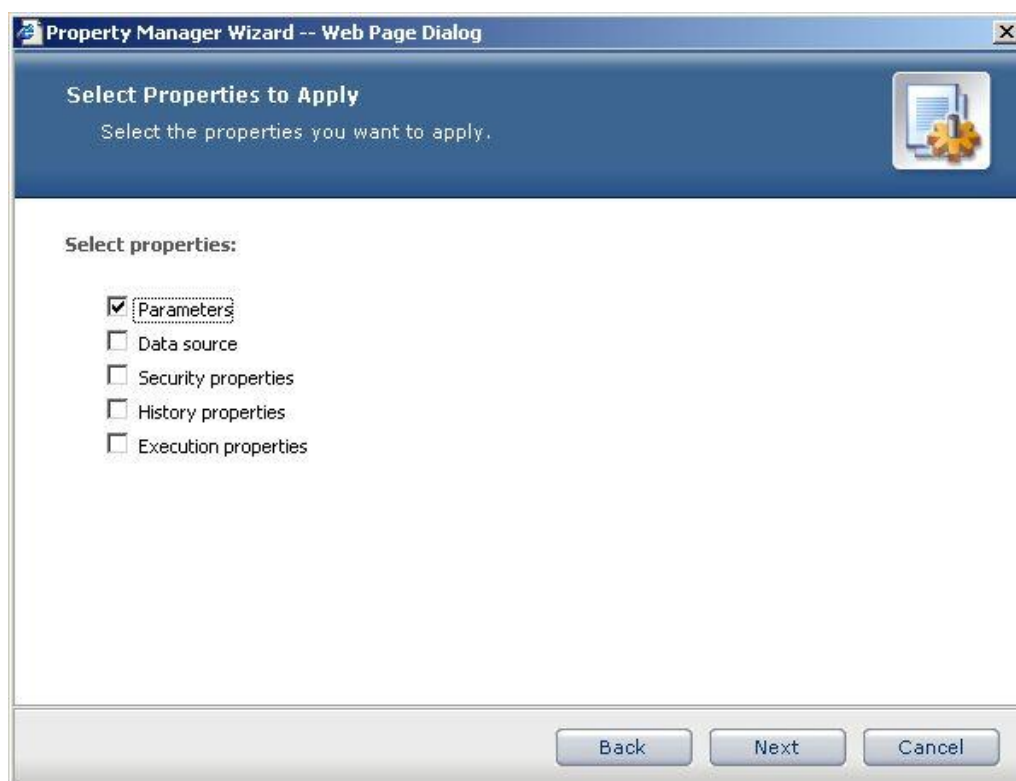 Property Manager Wizard -- Web Page Dialog
Select Properties to Apply
Select the properties you want to apply.
Select properties:
Parameters
Data source
Security properties
History properties
Execution properties
Back Next Cancel